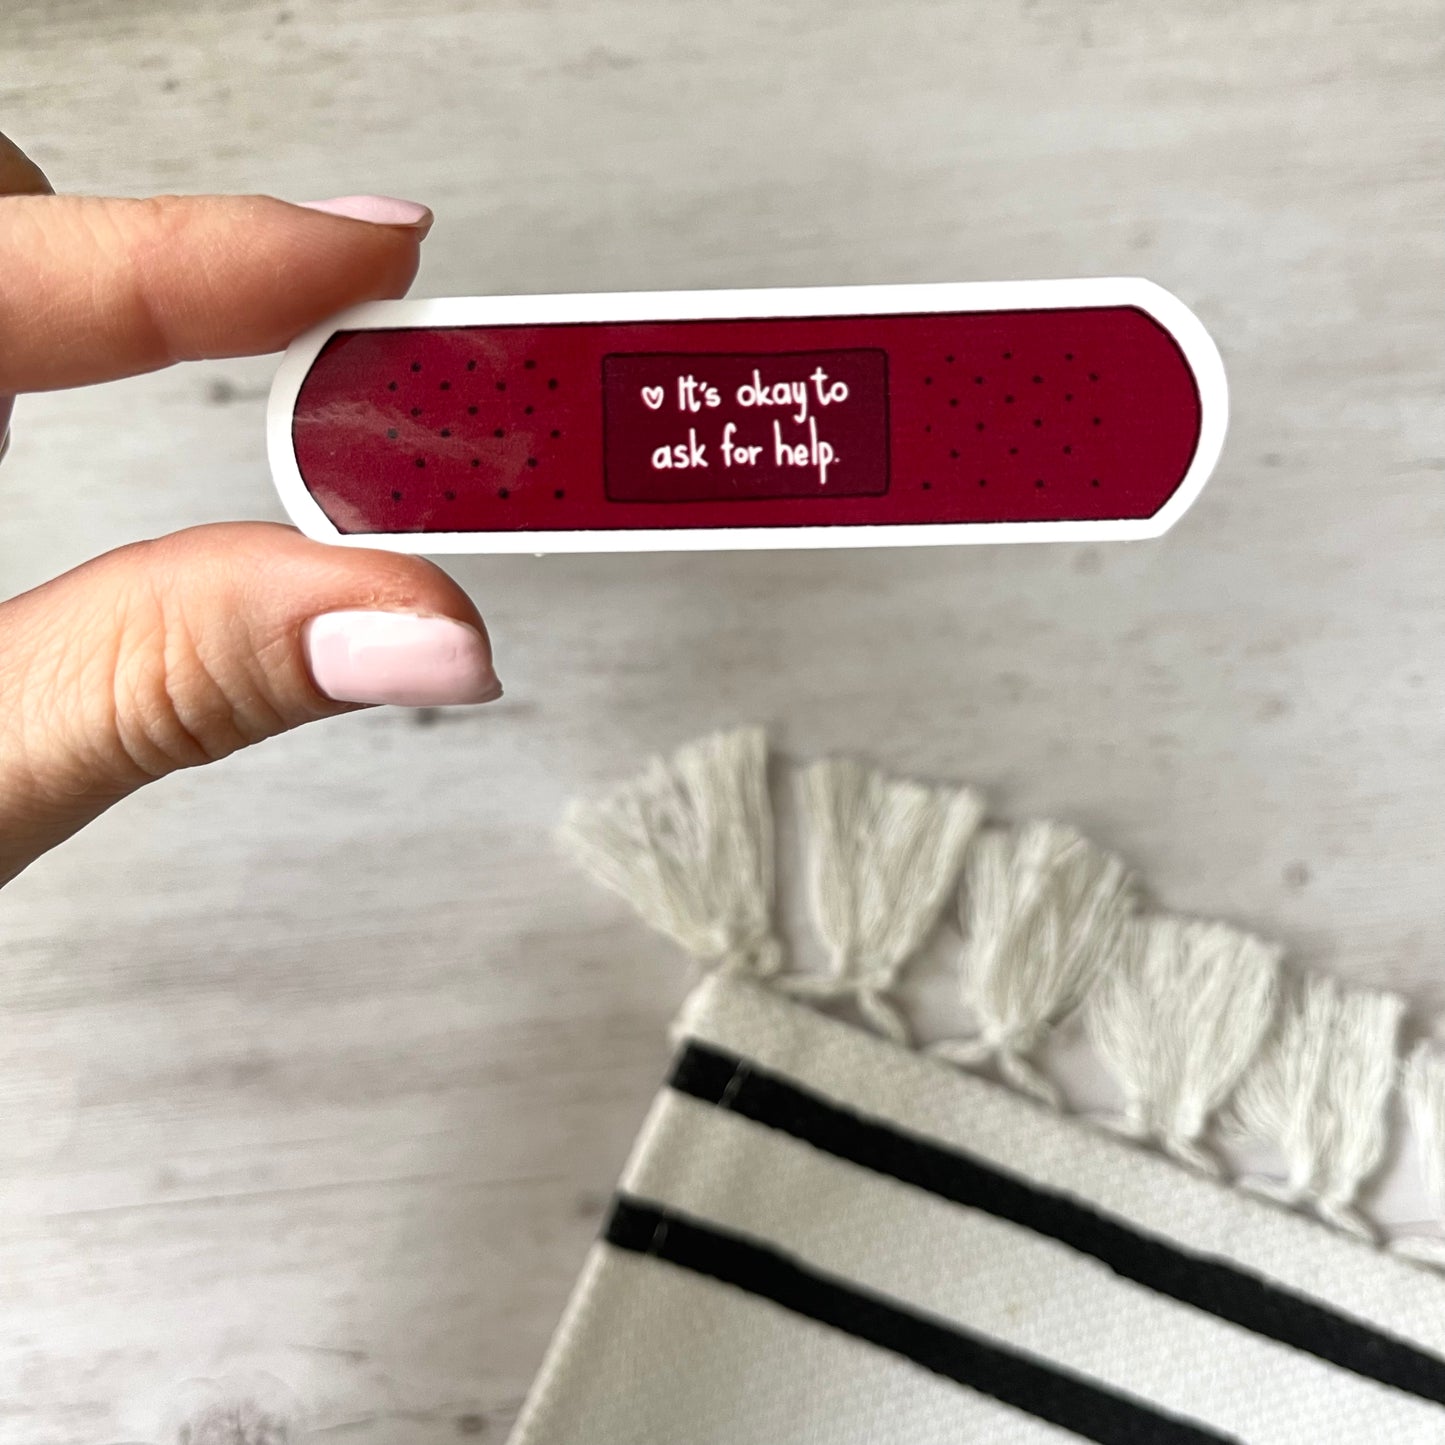 ♡ It's okay to
ask for help.